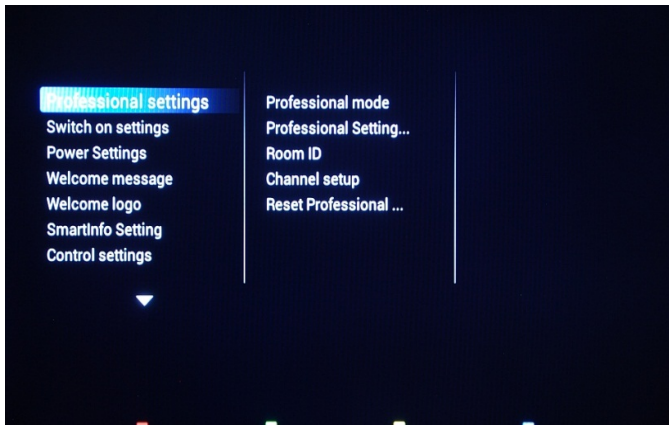 Professional settings
Switch on settings
Power Settings
Welcome message
Welcome logo
SmartInfo Setting
Control settings
Professional mode
Professional Setting...
Room ID
Channel setup
Reset Professional ...